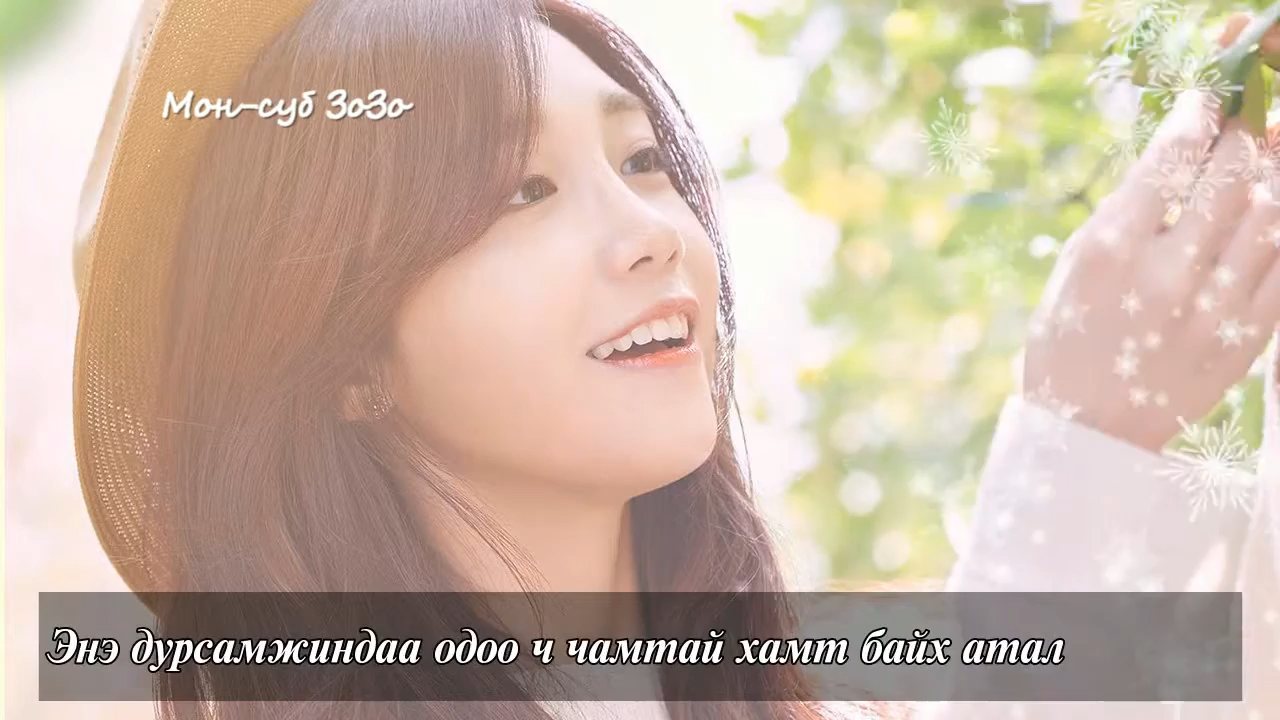 Мон-суб ЗоЗо
Энэ дурсамжиндаа одоо ч чамтай хамт байх атал